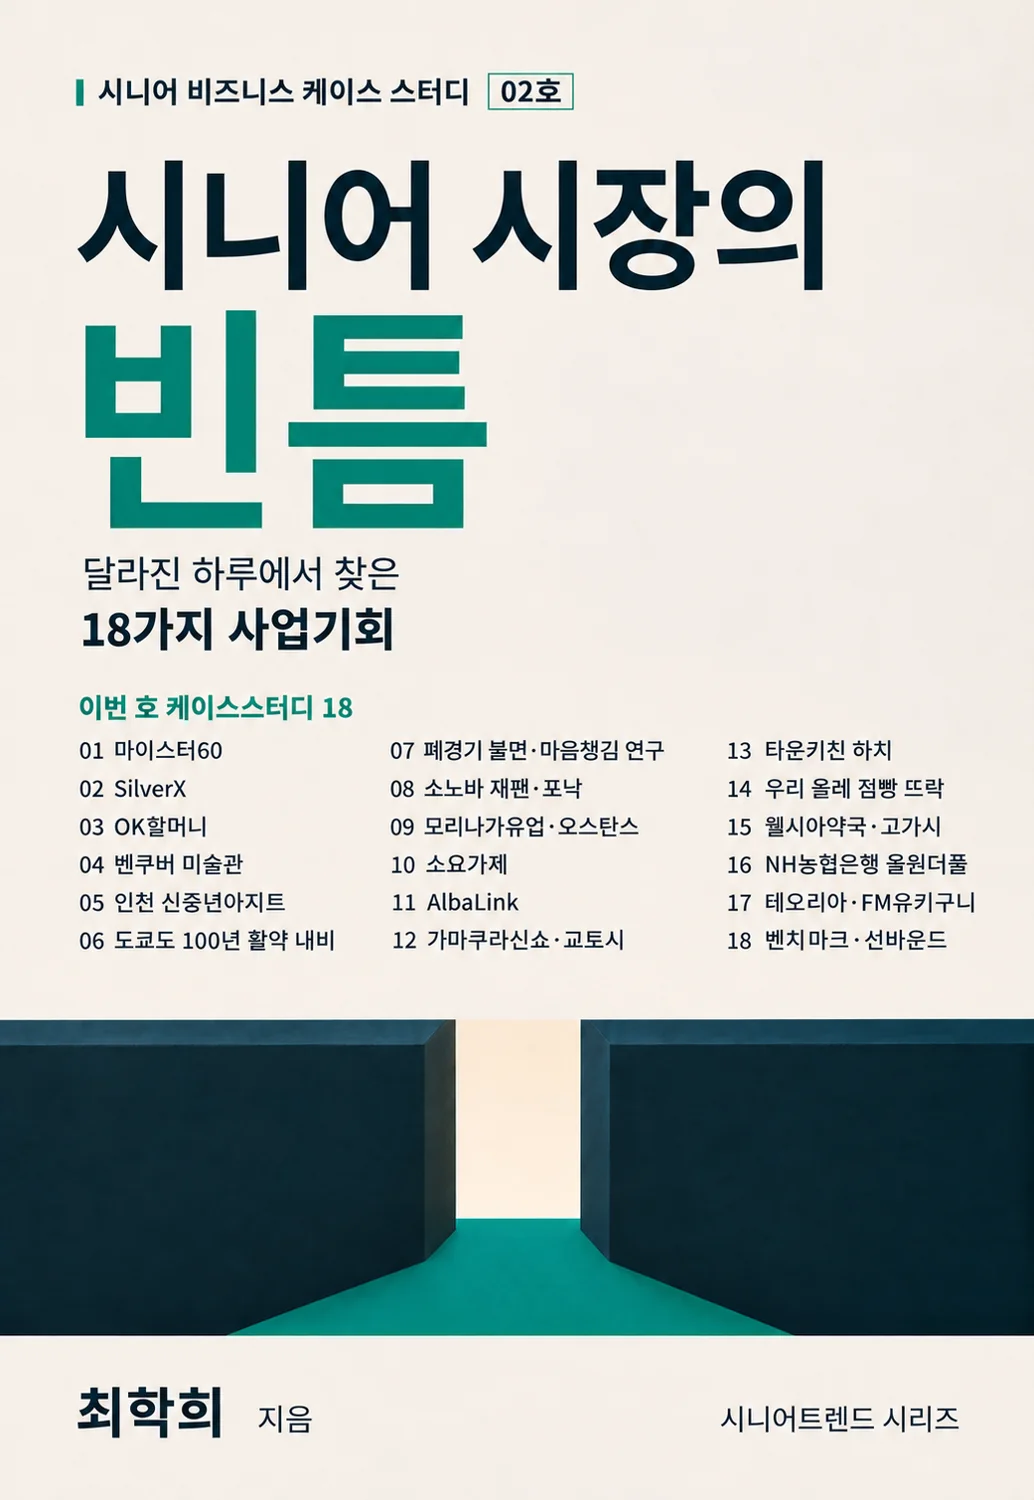 시니어 비즈니스 케이스 스터디 02호
시니어 시장의
빈틈
달라진 하루에서 찾은
18가지 사업기회
이번 호 케이스스터디 18
01 마이스터60
02 SilverX
03 OK할머니
04 벤쿠버 미술관
05 인천 신중년아지트
06 도쿄도 100년 활약 내비
07 폐경기 불면·마음챙김 연구
08 소노바 재팬·포낙
09 모리나가유업·오스탄스
10 소요가제
11 AlbaLink
12 가마쿠라신쇼·교토시
13 타운키친 하치
14 우리 올레 점빵 뜨락
15 웰시아약국·고가시
16 NH농협은행 올원더풀
17 테오리아·FM유키구니
18 벤치마크·선바운드
최학희 지음
시니어트렌드 시리즈